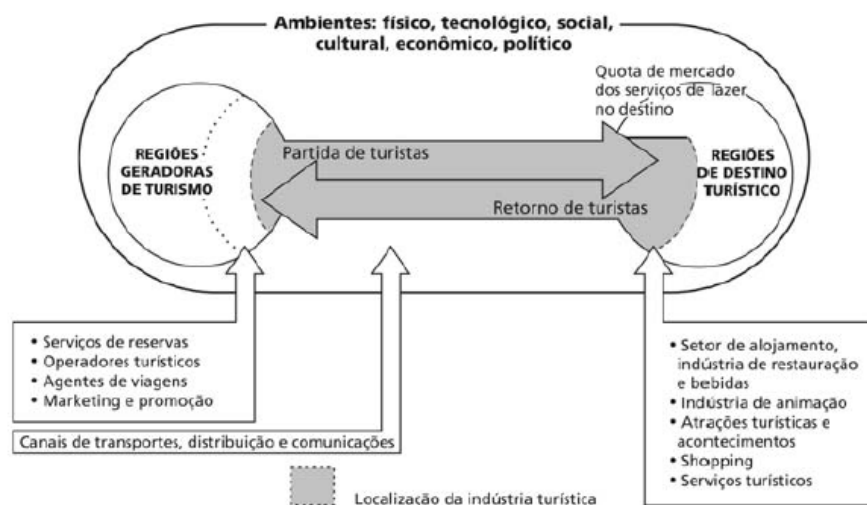 Ambientes: físico, tecnológico, social,
cultural, econômico, político
Quota de mercado
dos serviços de lazer
no destino
REGIÕES
GERADORAS
DE TURISMO
Partida de turistas
Retorno de turistas
REGIÕES
DE DESTINO
TURÍSTICO
• Serviços de reservas
• Operadores turísticos
• Agentes de viagens
• Marketing e promoção
Canais de transportes, distribuição e comunicações
• Setor de alojamento,
indústria de restauração
e bebidas
• Indústria de animação
• Atrações turísticas e
acontecimentos
• Shopping
• Serviços turísticos
Localização da indústria turística